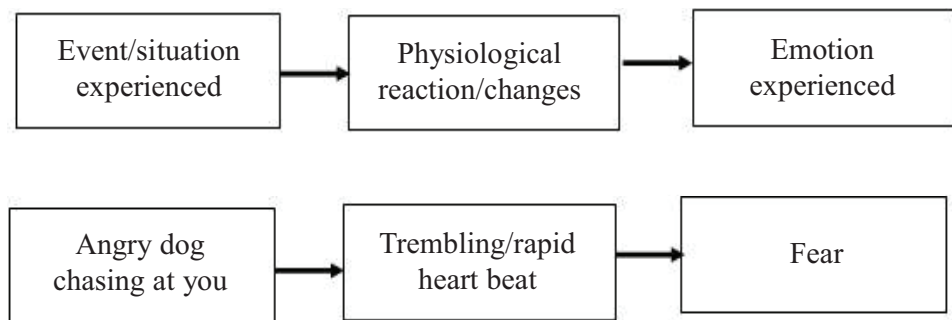 Event/situation
experienced
Physiological
reaction/changes
Emotion
experienced
Angry dog
chasing at you
Trembling/rapid
heart beat
Fear